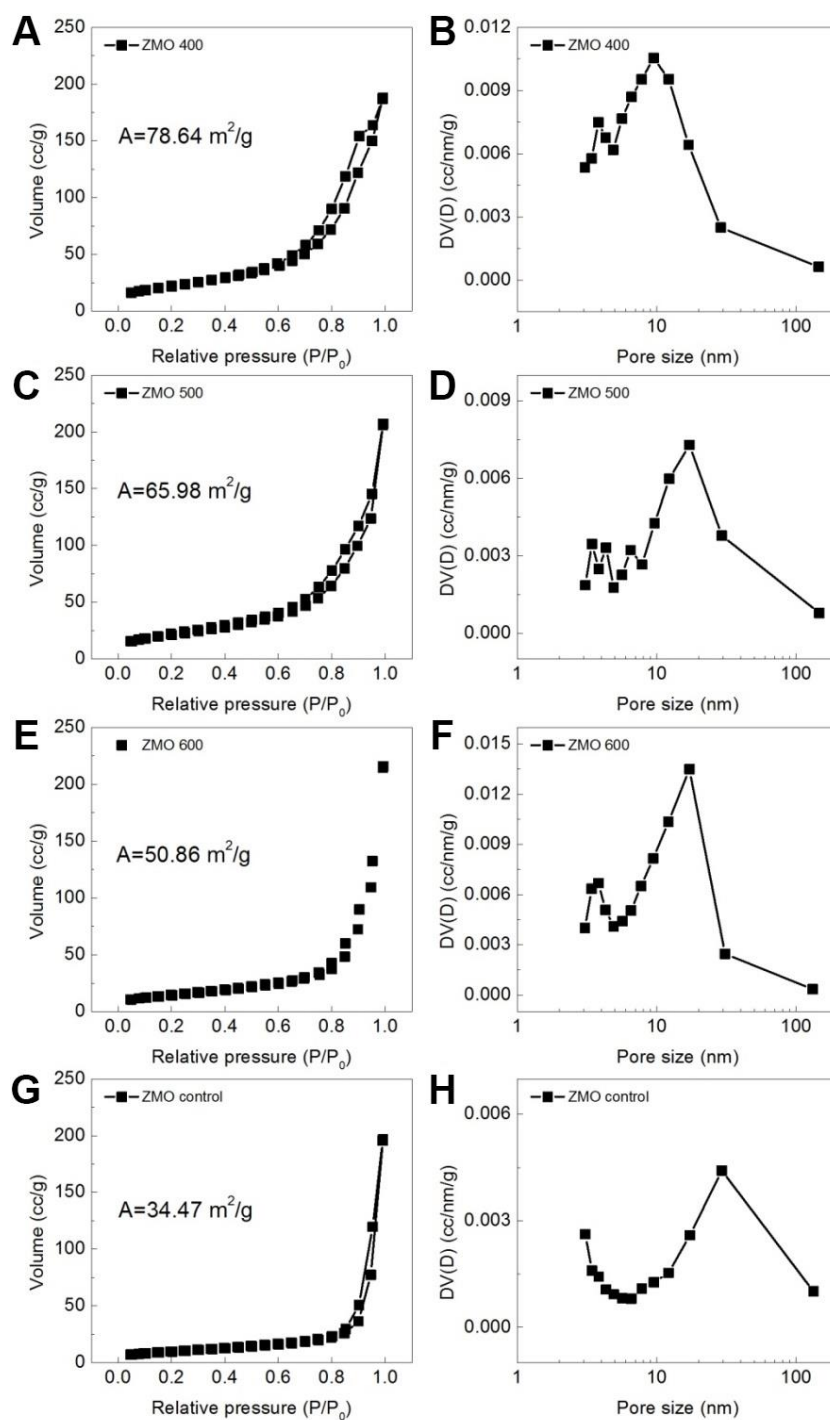 A
ZMO 400
A=78.64 m²/g
250
200
150
100
50
0
Volume (cc/g)
0.0 0.2 0.4 0.6 0.8 1.0
Relative pressure (P/P₀)
B
ZMO 400
0.012
0.009
0.006
0.003
0.000
DV(D) (cc/nm/g)
1 10 100
Pore size (nm)
C
ZMO 500
A=65.98 m²/g
250
200
150
100
50
0
Volume (cc/g)
0.0 0.2 0.4 0.6 0.8 1.0
Relative pressure (P/P₀)
D
ZMO 500
0.009
0.006
0.003
0.000
DV(D) (cc/nm/g)
1 10 100
Pore size (nm)
E
ZMO 600
A=50.86 m²/g
250
200
150
100
50
0
Volume (cc/g)
0.0 0.2 0.4 0.6 0.8 1.0
Relative pressure (P/P₀)
F
ZMO 600
0.015
0.012
0.009
0.006
0.003
0.000
DV(D) (cc/nm/g)
1 10 100
Pore size (nm)
G
ZMO control
A=34.47 m²/g
250
200
150
100
50
0
Volume (cc/g)
0.0 0.2 0.4 0.6 0.8 1.0
Relative pressure (P/P₀)
H
ZMO control
0.006
0.003
0.000
DV(D) (cc/nm/g)
1 10 100
Pore size (nm)